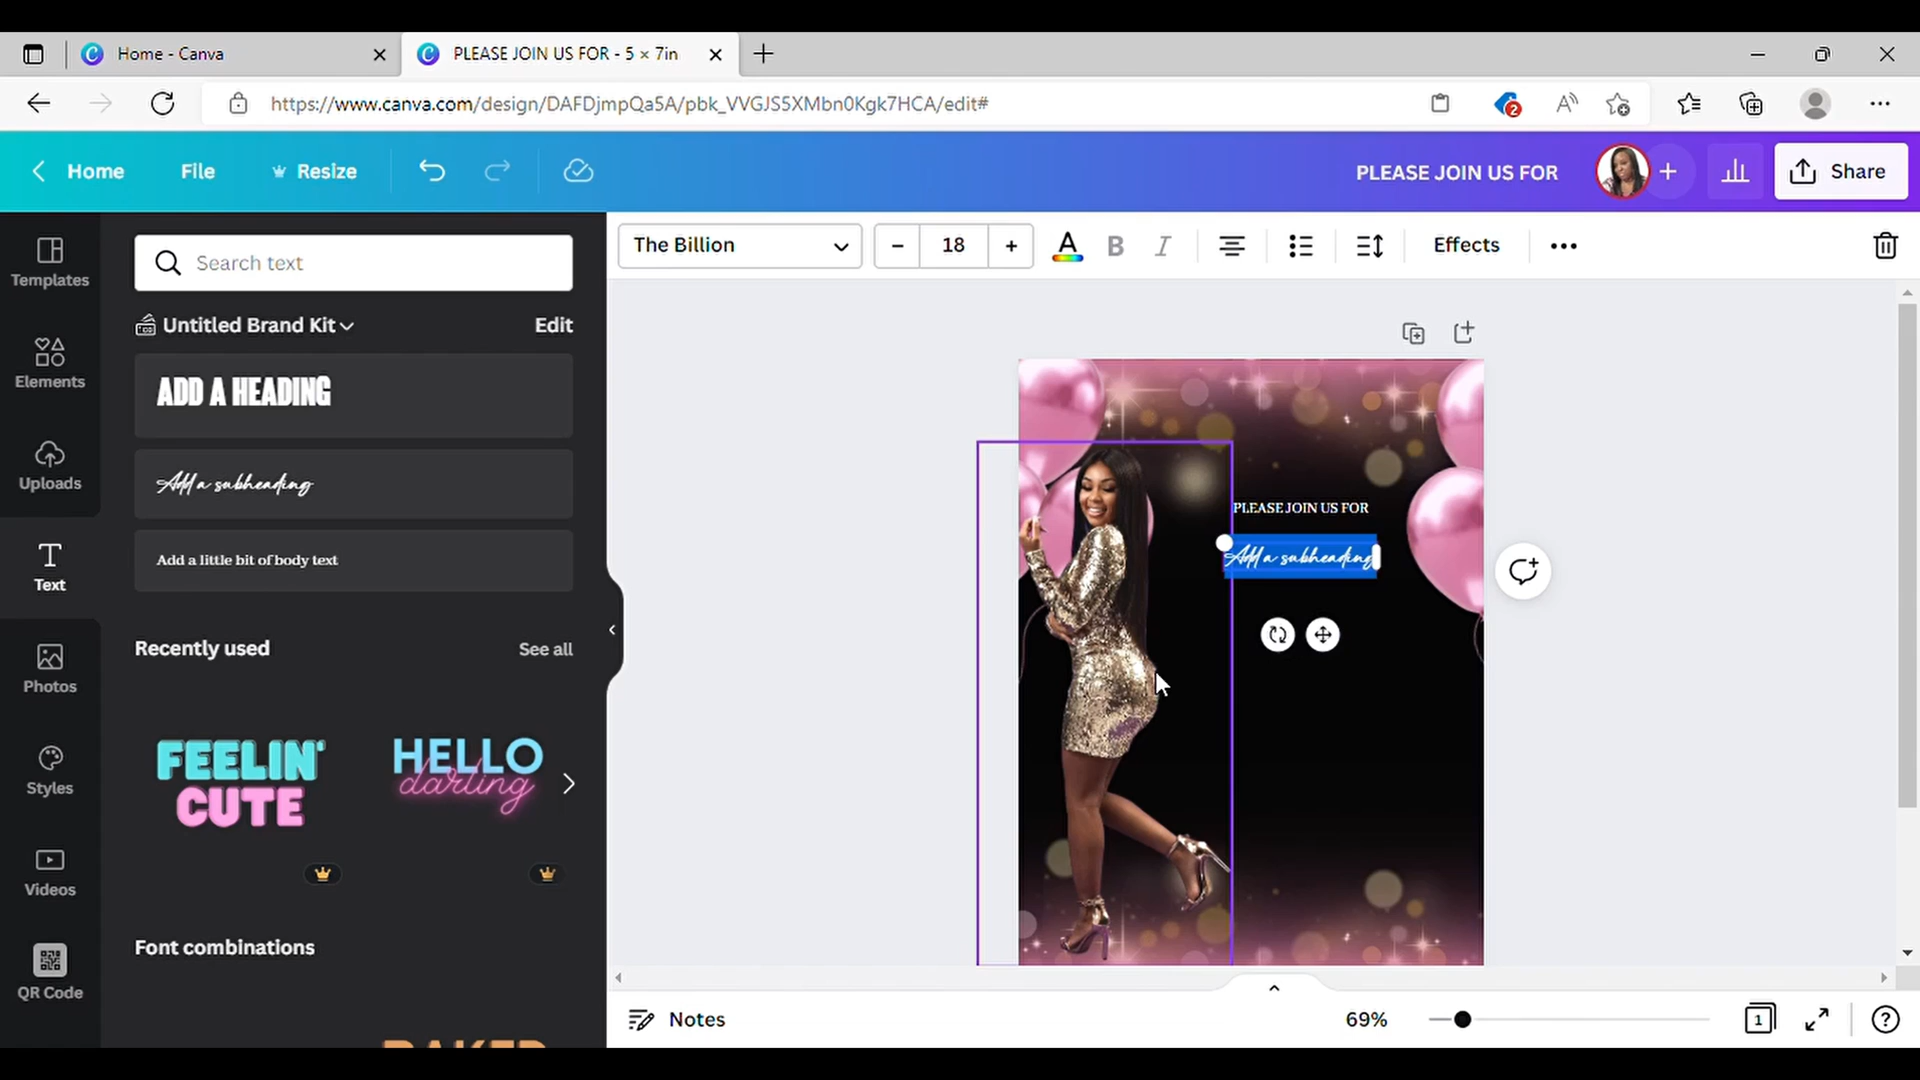 Home - Canva
PLEASE JOIN US FOR - 5 × 7in
https://www.canva.com/design/DAFDjmpQa5A/pbk_VVGJS5XMbn0Kgk7HCA/edit#
2
Home
File
Resize
PLEASE JOIN US FOR
Share
Templates
Elements
Uploads
Text
Photos
Styles
Videos
QR Code
Search text
Untitled Brand Kit
Edit
ADD A HEADING
Add a subheading
Add a little bit of body text
Recently used
See all
FEELIN'
CUTE
HELLO
darling
Font combinations
The Billion
18
A
B
I
Effects
PLEASE JOIN US FOR
Add a subheading
Notes
69%
1